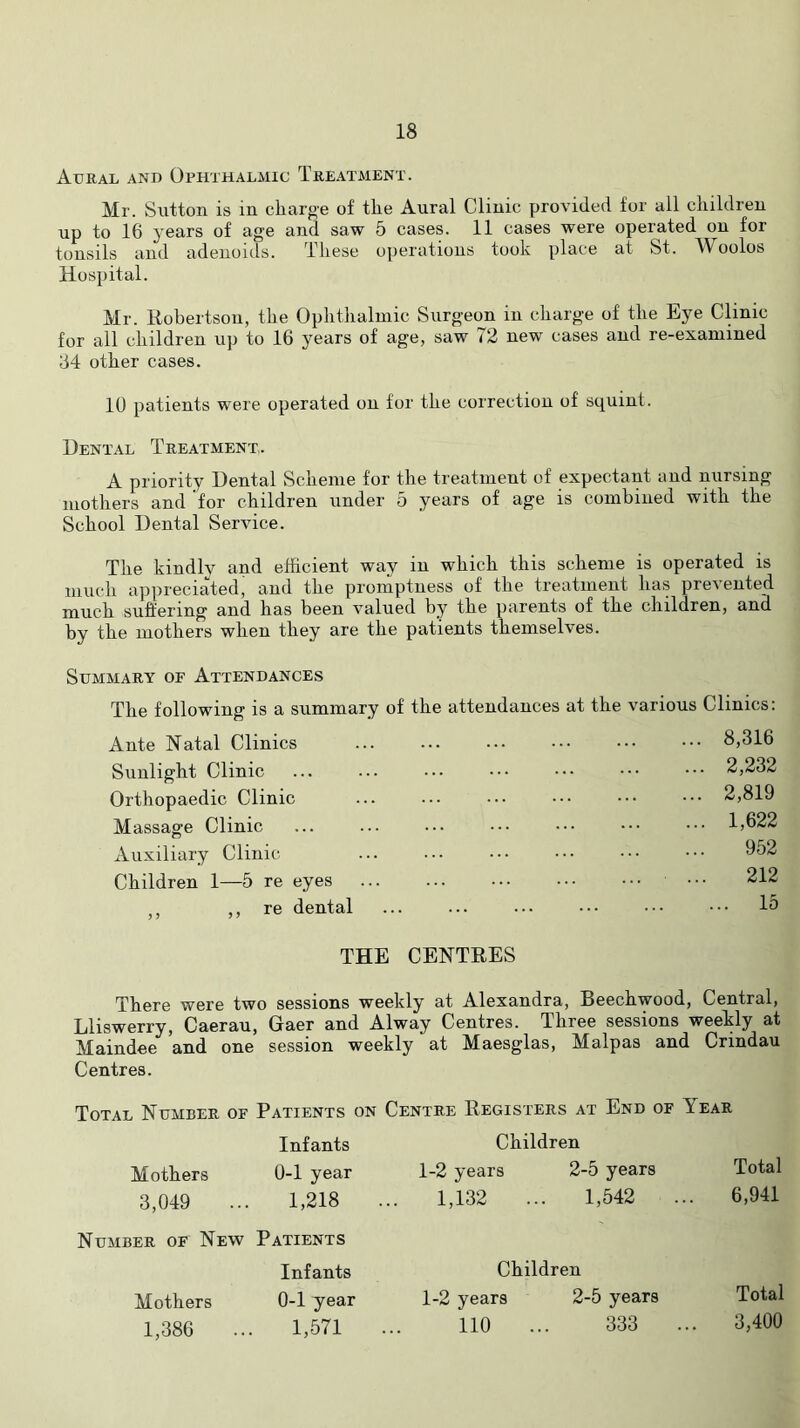 18
Aural and Ophthalmic Treatment.
Mr. Sutton is in charge of the Aural Clinic provided for all children
up to 16 years of age and saw 5 cases. 11 cases were operated on for
tonsils and adenoids. These operations took place at St. Woolos
Hospital.
Mr. Robertson, the Ophthalmic Surgeon in charge of the Eye Clinic
for all children up to 16 years of age, saw 72 new cases and re-examined
34 other cases.
10 patients were operated on for the correction of squint.
Dental Treatment.
A priority Dental Scheme for the treatment of expectant and nursing
mothers and for children under 5 years of age is combined with the
School Dental Service.
The kindly and efficient way in which this scheme is operated is
much appreciated, and the promptness of the treatment has prevented
much suffering and has been valued by the parents of the children, and
by the mothers when they are the patients themselves.
Summary of Attendances
The following is a summary of the attendances at the various Clinics:
Ante Natal Clinics ... ... ... ... ... ... 8,316
Sunlight Clinic ... ... ... ... ... ... ... 2,232
Orthopaedic Clinic ... ... ... ... ... ... 2,819
Massage Clinic ... ... ... ... ... ... ... 1,622
Auxiliary Clinic ... ... ... ... ... ... 952
Children 1—5 re eyes ... ... ... ... ... ... 212
,, ,, re dental ... ... ... ... ... ... 15
THE CENTRES
There were two sessions weekly at Alexandra, Beechwood, Central,
Lliswerry, Caerau, Gaer and Alway Centres. Three sessions weekly at
Maindee and one session weekly at Maesglas, Malpas and Crindau
Centres.
Total Number of Patients on Centre Registers at End of Year
Infants Children
Mothers 0-1 year 1-2 years 2-5 years Total
3,049 ... 1,218 ... 1,132 ... 1,542 ... 6,941
Number of New Patients
Infants Children
Mothers 0-1 year 1-2 years 2-5 years Total
1,386 ... 1,571 ... 110 ... 333 ... 3,400